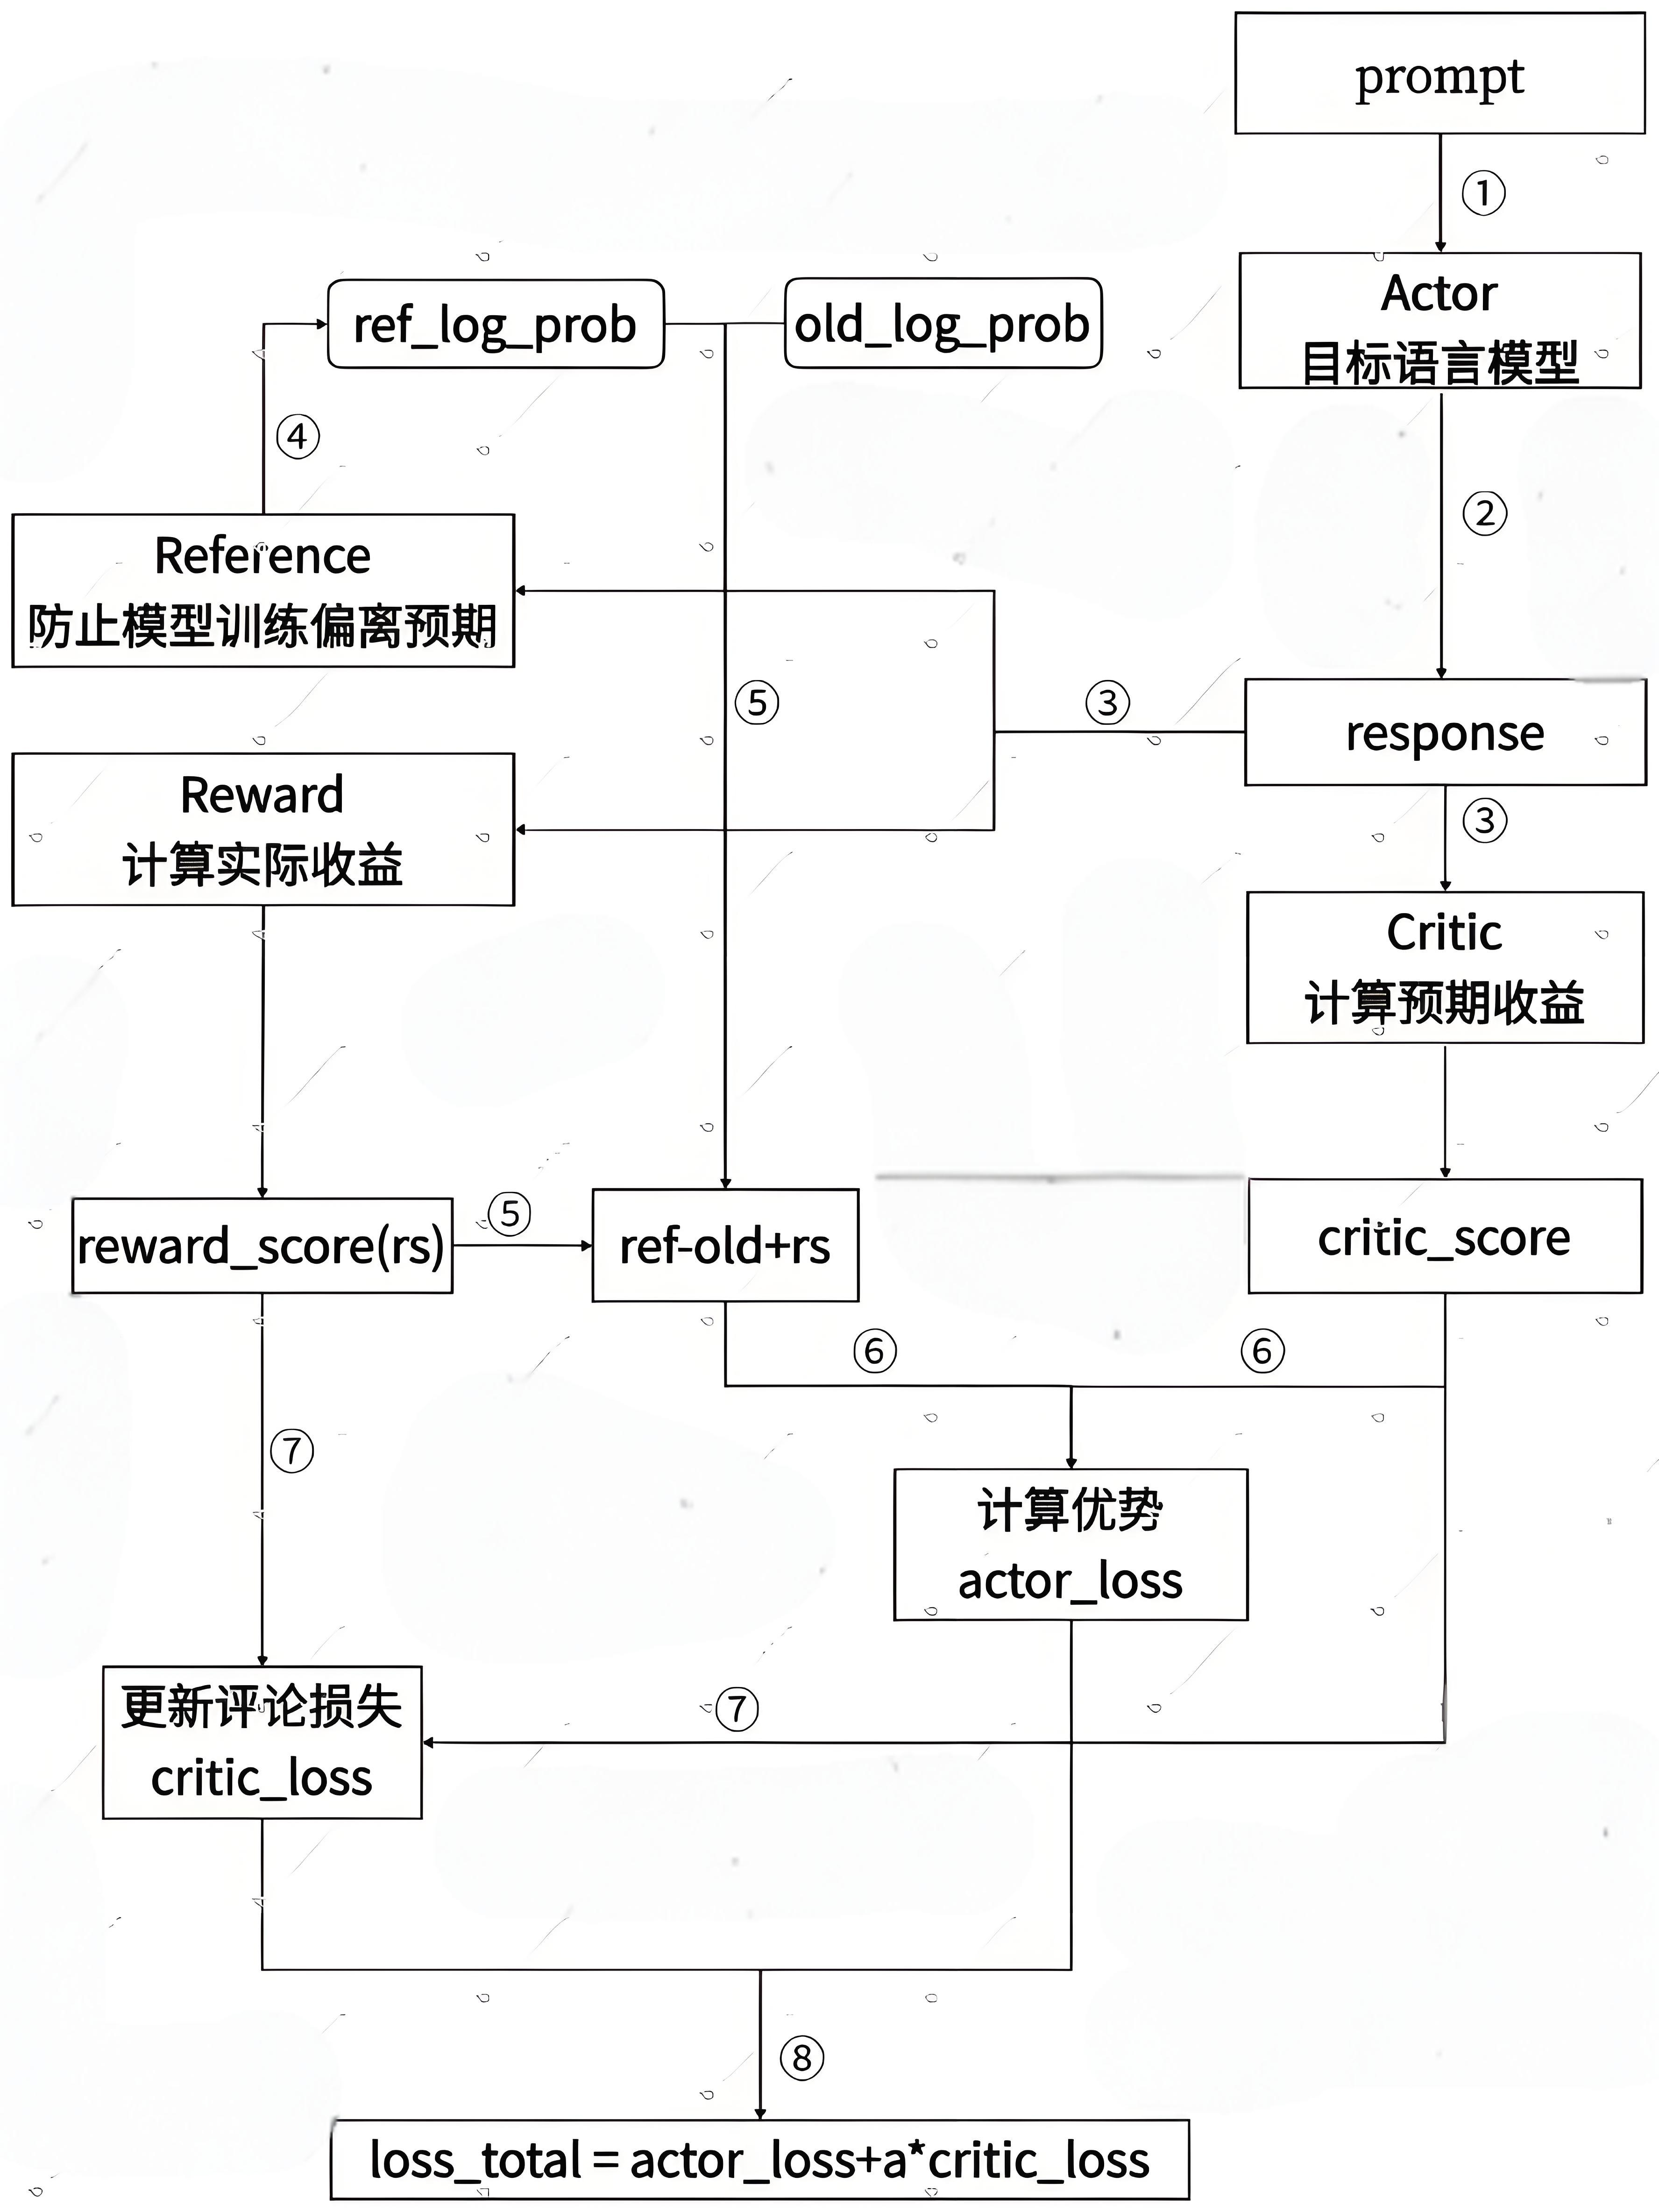 prompt
①
Actor
目标语言模型
ref_log_prob
old_log_prob
④
②
Reference
防止模型训练偏离预期
⑤
③
response
Reward
计算实际收益
③
Critic
计算预期收益
reward_score(rs)
⑤
ref-old+rs
critic_score
⑥
⑥
⑦
计算优势
actor_loss
更新评论损失
critic_loss
⑦
⑧
loss_total = actor_loss+a*critic_loss